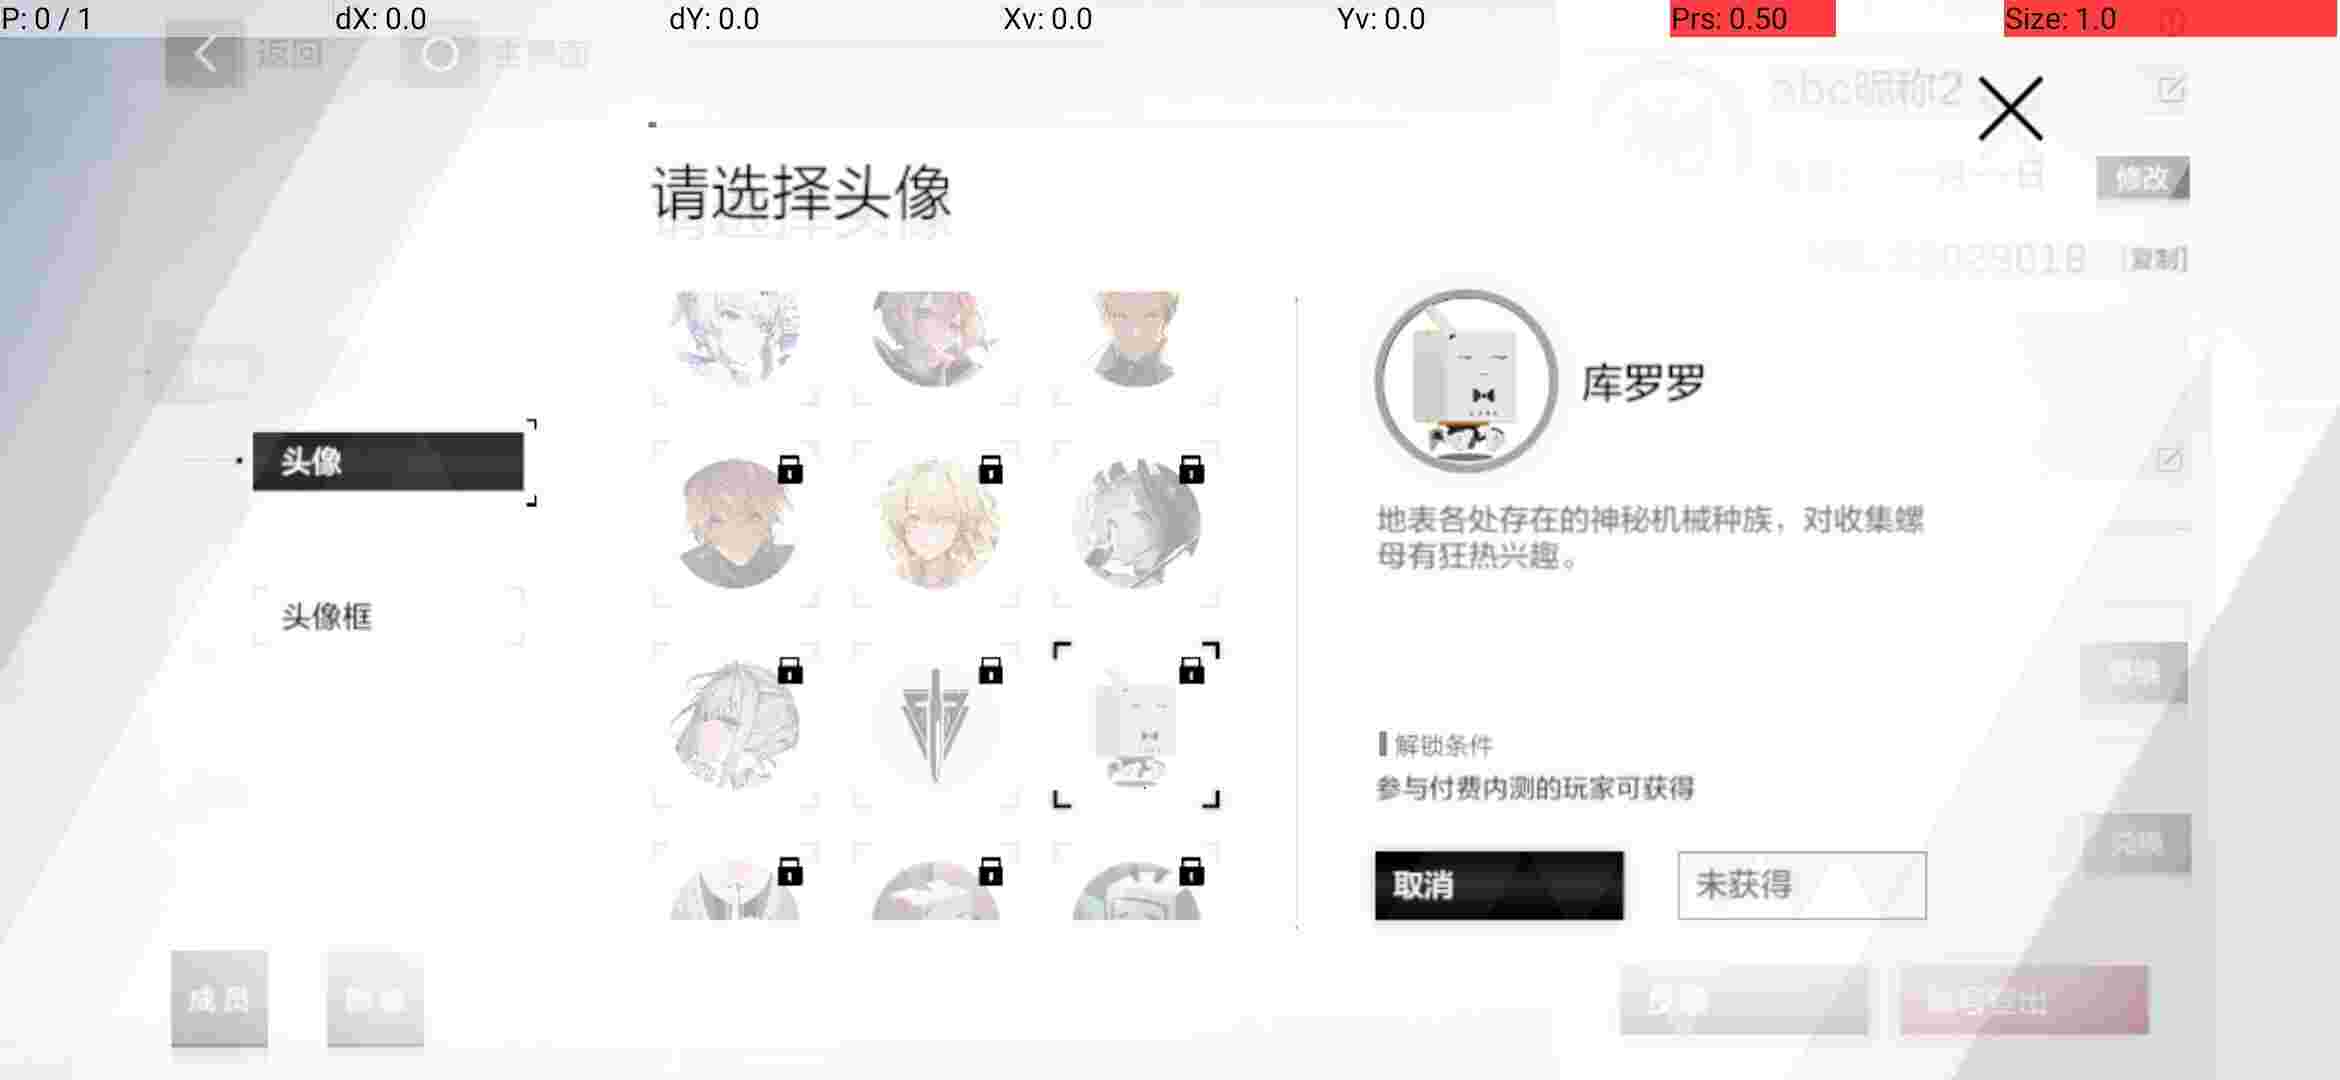 P: 0 / 1 dX: 0.0 dY: 0.0 Xv: 0.0 Yv: 0.0 Prs: 0.50 Size: 1.0
返回 主界面
abc昵称2
请选择头像
修改
[复制]
库罗罗
头像
地表各处存在的神秘机械种族，对收集螺
母有狂热兴趣。
头像框
解锁条件
参与付费内测的玩家可获得
取消 未获得
成员